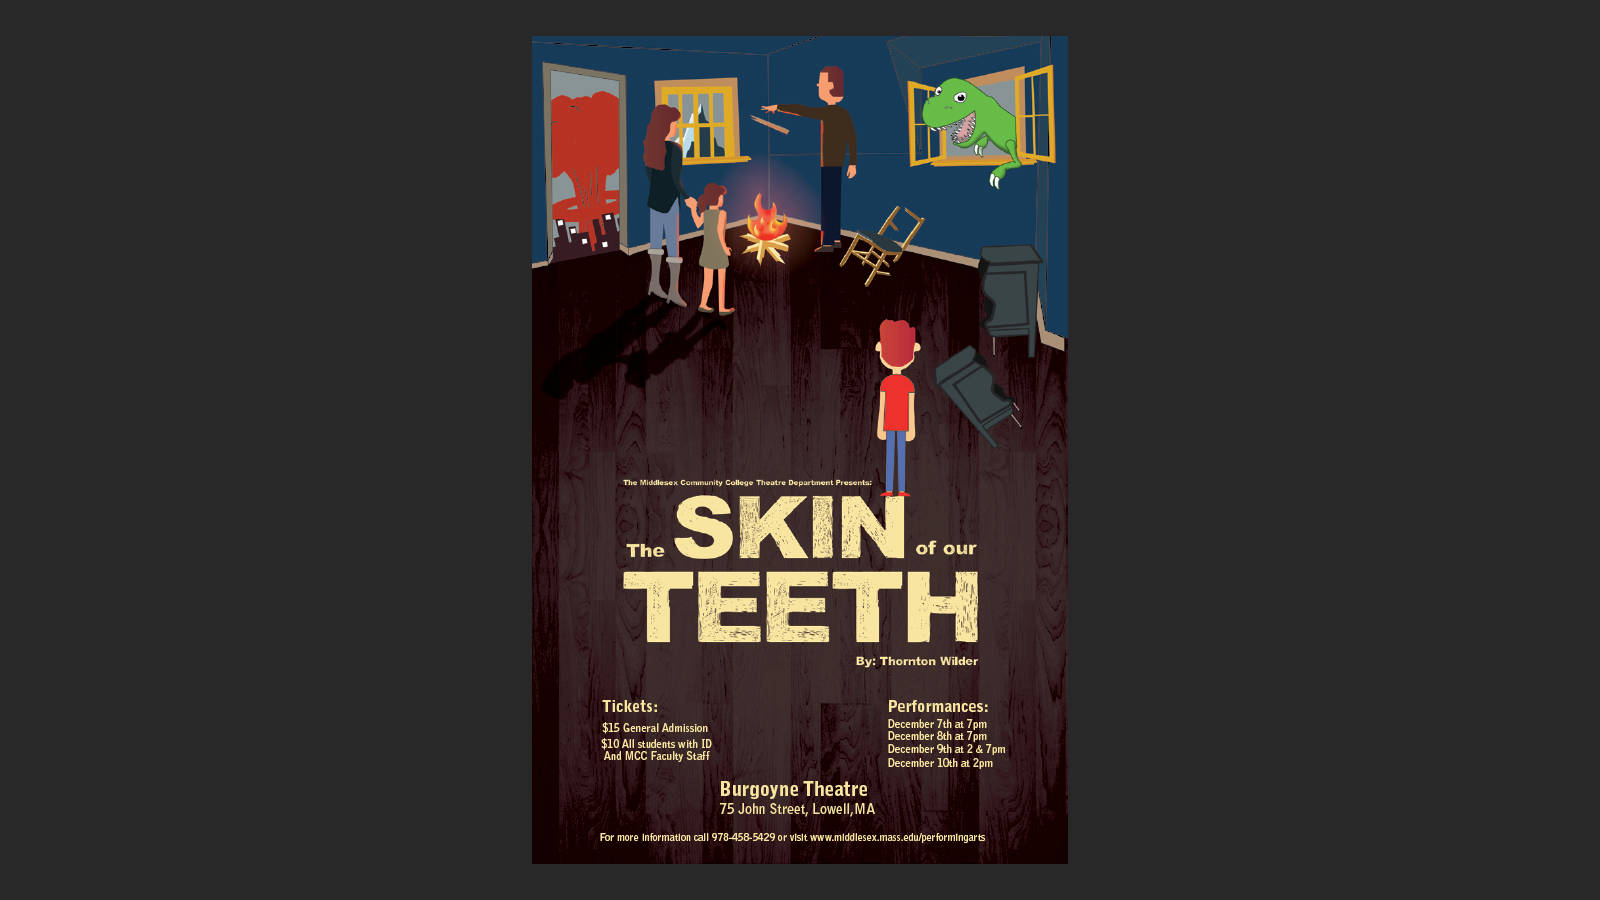 The Middlesex Community College Theatre Department Presents:
The SKIN of our
TEETH
By: Thornton Wilder
Tickets:
$15 General Admission
$10 All students with ID
And MCC Faculty Staff
Performances:
December 7th at 7pm
December 8th at 7pm
December 9th at 2 & 7pm
December 10th at 2pm
Burgoyne Theatre
75 John Street, Lowell,MA
For more information call 978-458-5429 or visit www.middlesex.mass.edu/performingarts